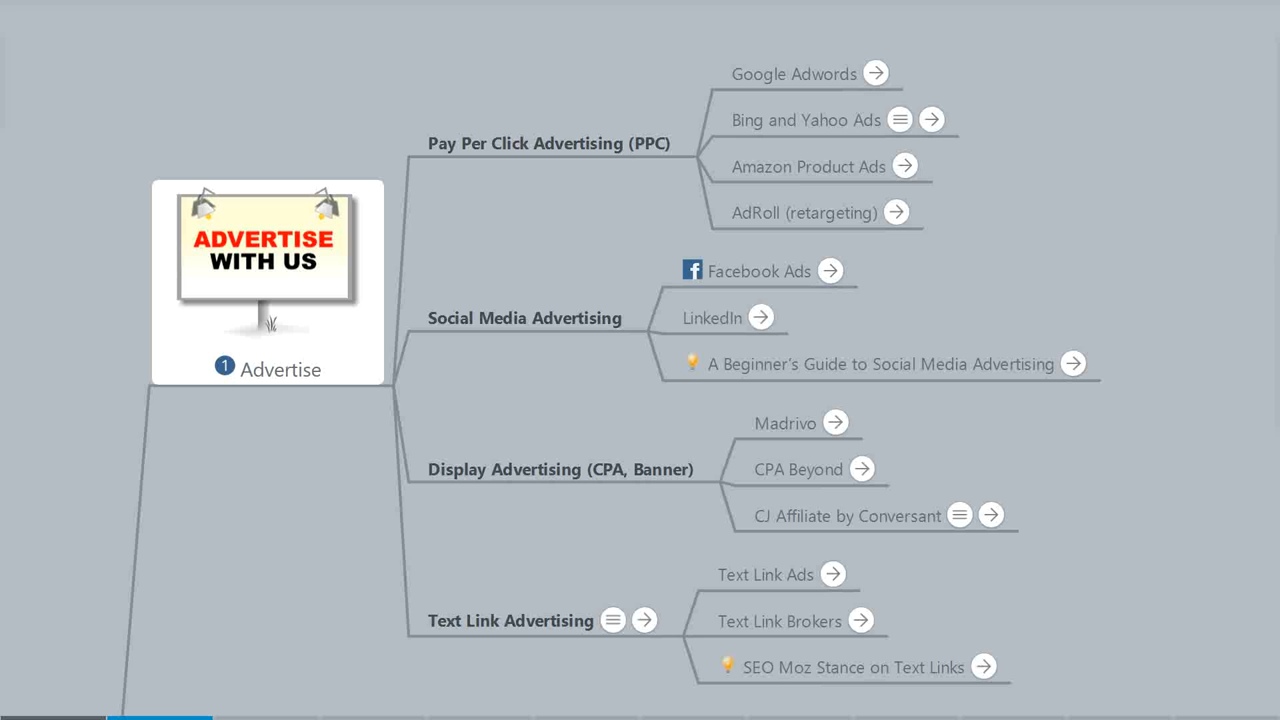 ADVERTISE
WITH US
1 Advertise
Pay Per Click Advertising (PPC)
Google Adwords
Bing and Yahoo Ads
Amazon Product Ads
AdRoll (retargeting)
Social Media Advertising
f Facebook Ads
LinkedIn
A Beginner's Guide to Social Media Advertising
Display Advertising (CPA, Banner)
Madrivo
CPA Beyond
CJ Affiliate by Conversant
Text Link Advertising
Text Link Ads
Text Link Brokers
SEO Moz Stance on Text Links